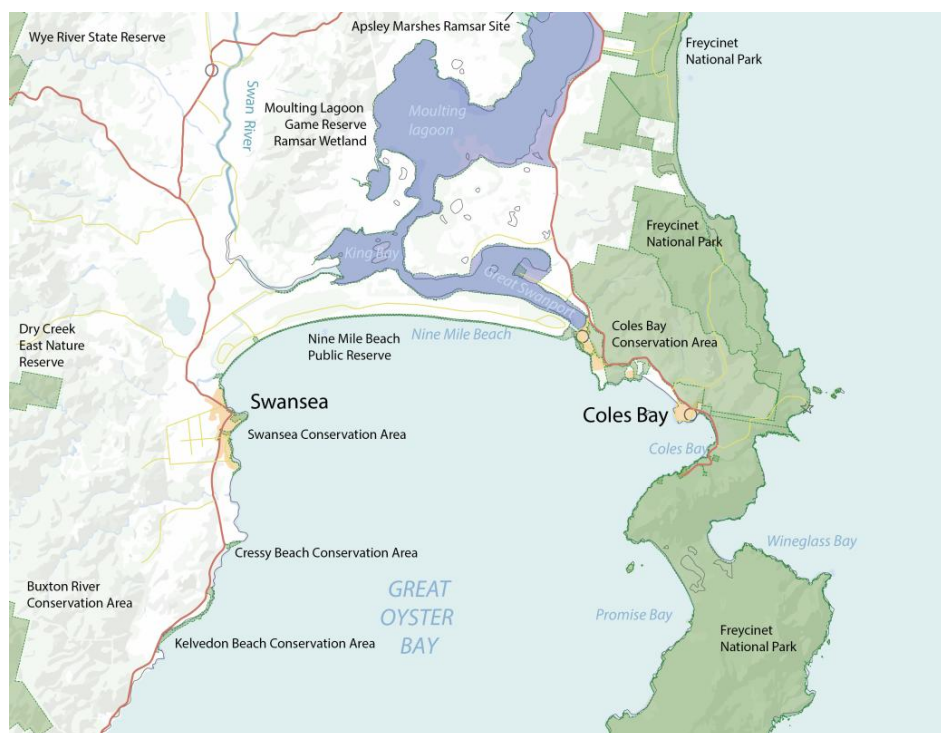 Apsley Marshes Ramsar Site
Wye River State Reserve
Freycinet
National Park
Swan River
Moulting Lagoon
Game Reserve
Ramsar Wetland
Moulting
lagoon
Freycinet
National Park
King Bay
Great Swanport
Dry Creek
East Nature
Reserve
Nine Mile Beach
Public Reserve
Nine Mile Beach
Coles Bay
Conservation Area
Swansea
Coles Bay
Swansea Conservation Area
Coles Bay
Wineglass Bay
Cressy Beach Conservation Area
Buxton River
Conservation Area
GREAT
OYSTER
BAY
Promise Bay
Freycinet
National Park
Kelvedon Beach Conservation Area